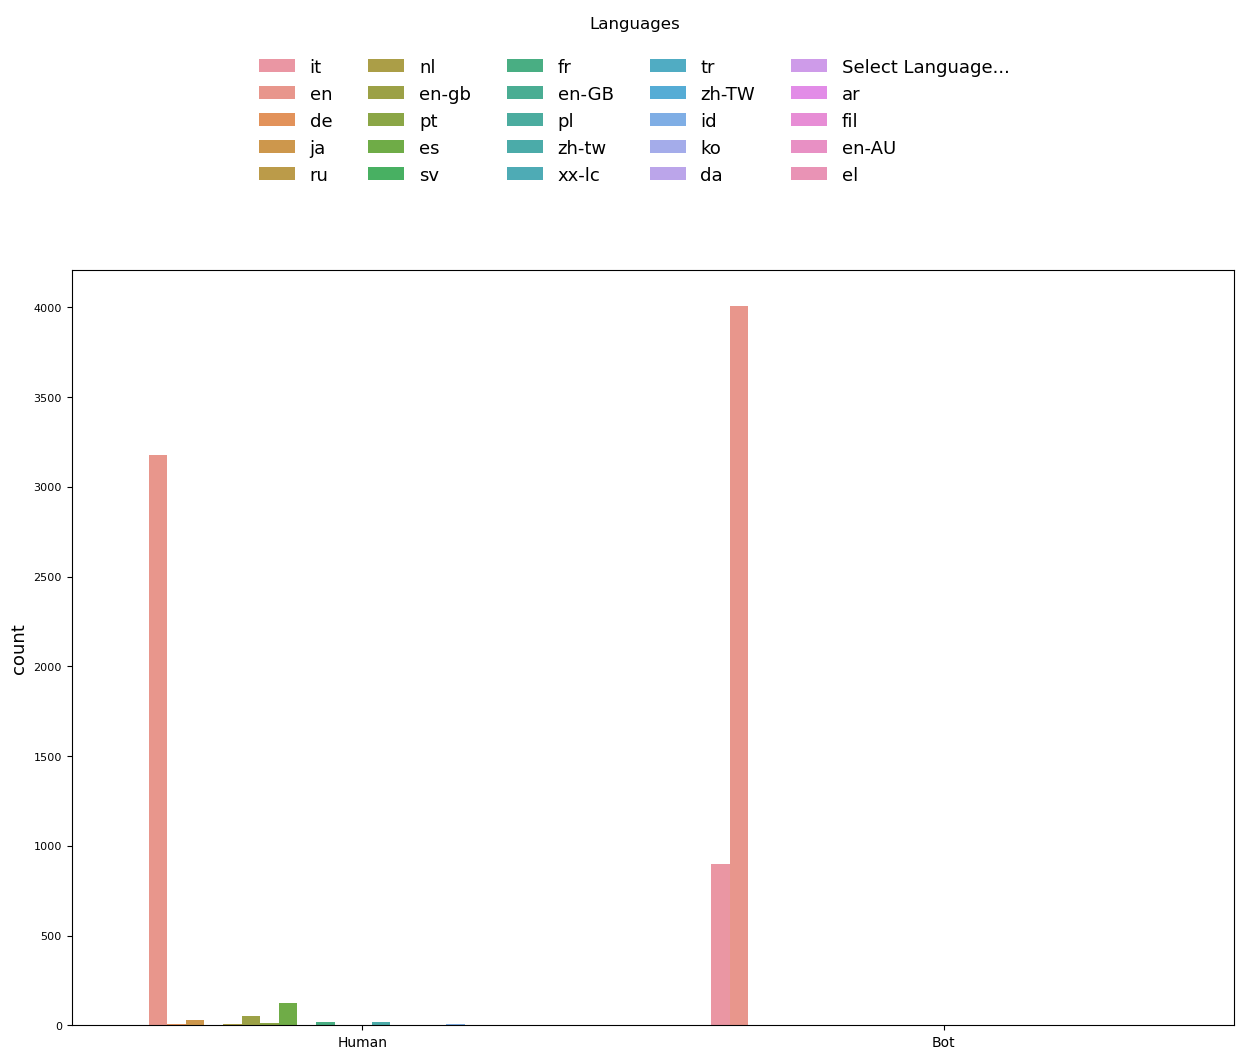 Languages
it nl fr tr Select Language...
en en-gb en-GB zh-TW ar
de pt pl id fil
ja es zh-tw ko en-AU
ru sv xx-lc da el
4000
3500
3000
2500
2000
1500
1000
500
0
count
Human Bot